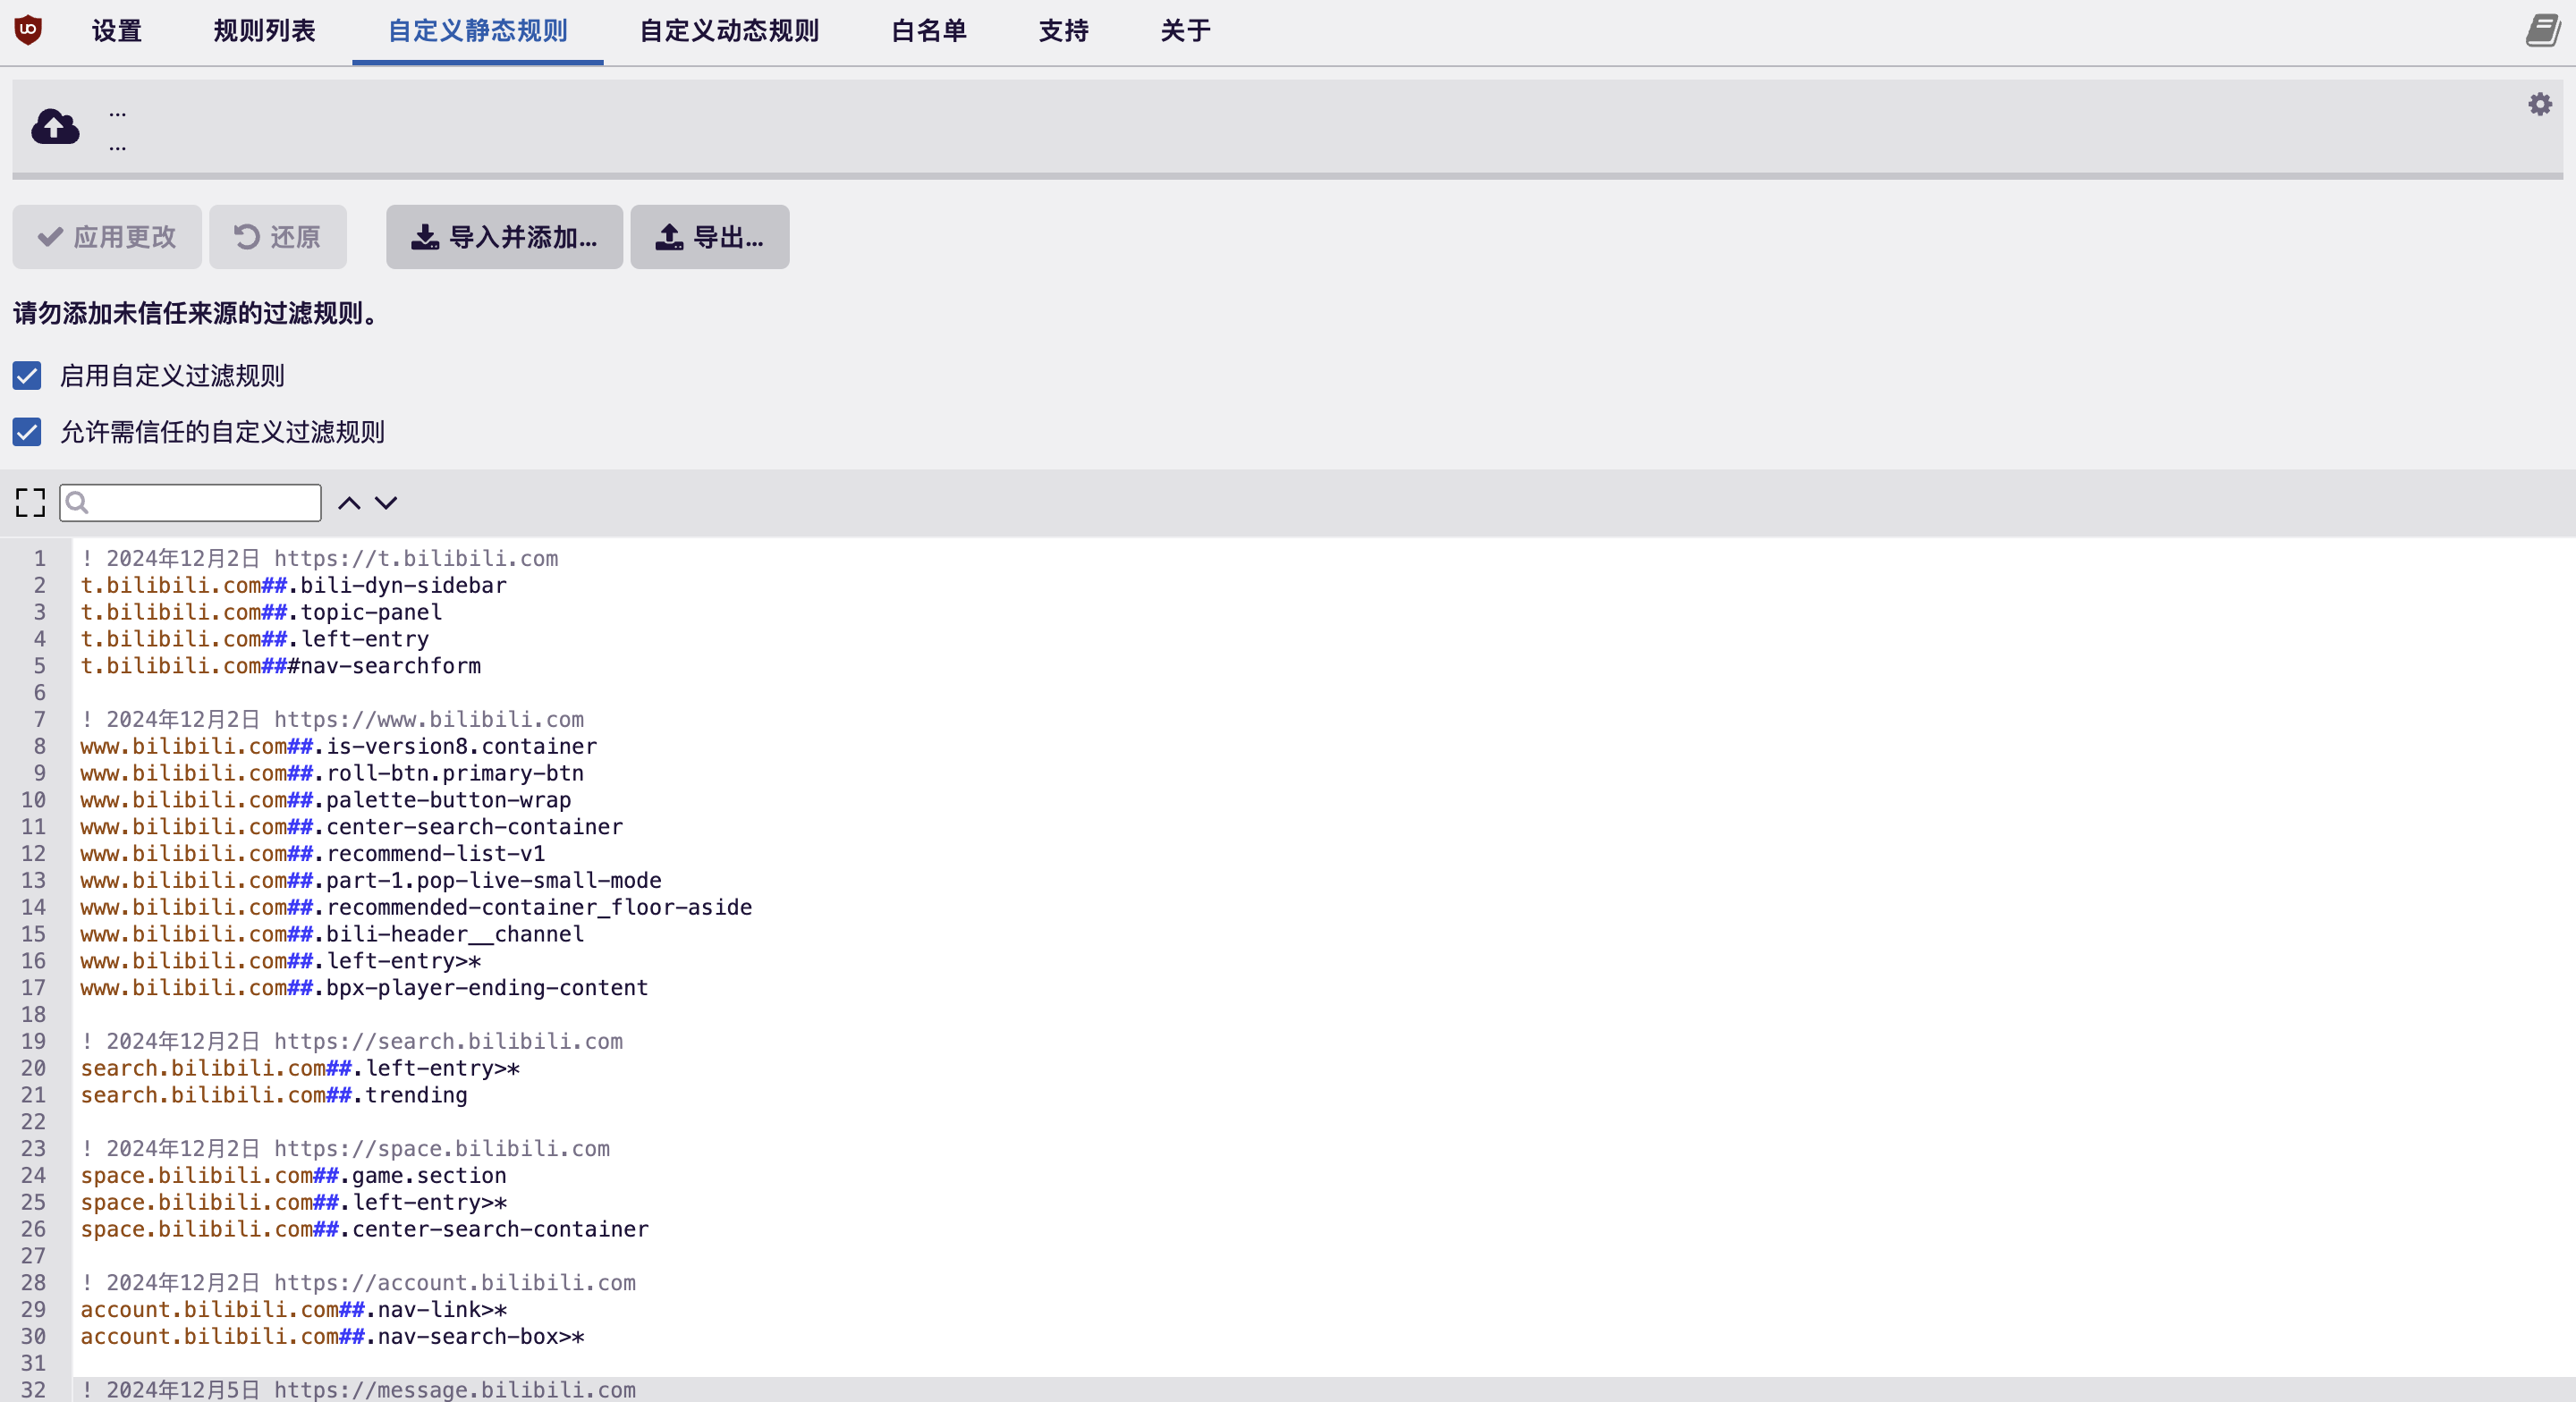 设置 规则列表 自定义静态规则 自定义动态规则 白名单 支持 关于
...
...
应用更改 还原 导入并添加... 导出...
请勿添加未信任来源的过滤规则。
启用自定义过滤规则
允许需信任的自定义过滤规则
1 ! 2024年12月2日 https://t.bilibili.com
2 t.bilibili.com##.bili-dyn-sidebar
3 t.bilibili.com##.topic-panel
4 t.bilibili.com##.left-entry
5 t.bilibili.com###nav-searchform
6
7 ! 2024年12月2日 https://www.bilibili.com
8 www.bilibili.com##.is-version8.container
9 www.bilibili.com##.roll-btn.primary-btn
10 www.bilibili.com##.palette-button-wrap
11 www.bilibili.com##.center-search-container
12 www.bilibili.com##.recommend-list-v1
13 www.bilibili.com##.part-1.pop-live-small-mode
14 www.bilibili.com##.recommended-container_floor-aside
15 www.bilibili.com##.bili-header__channel
16 www.bilibili.com##.left-entry>*
17 www.bilibili.com##.bpx-player-ending-content
18
19 ! 2024年12月2日 https://search.bilibili.com
20 search.bilibili.com##.left-entry>*
21 search.bilibili.com##.trending
22
23 ! 2024年12月2日 https://space.bilibili.com
24 space.bilibili.com##.game.section
25 space.bilibili.com##.left-entry>*
26 space.bilibili.com##.center-search-container
27
28 ! 2024年12月2日 https://account.bilibili.com
29 account.bilibili.com##.nav-link>*
30 account.bilibili.com##.nav-search-box>*
31
32 ! 2024年12月5日 https://message.bilibili.com